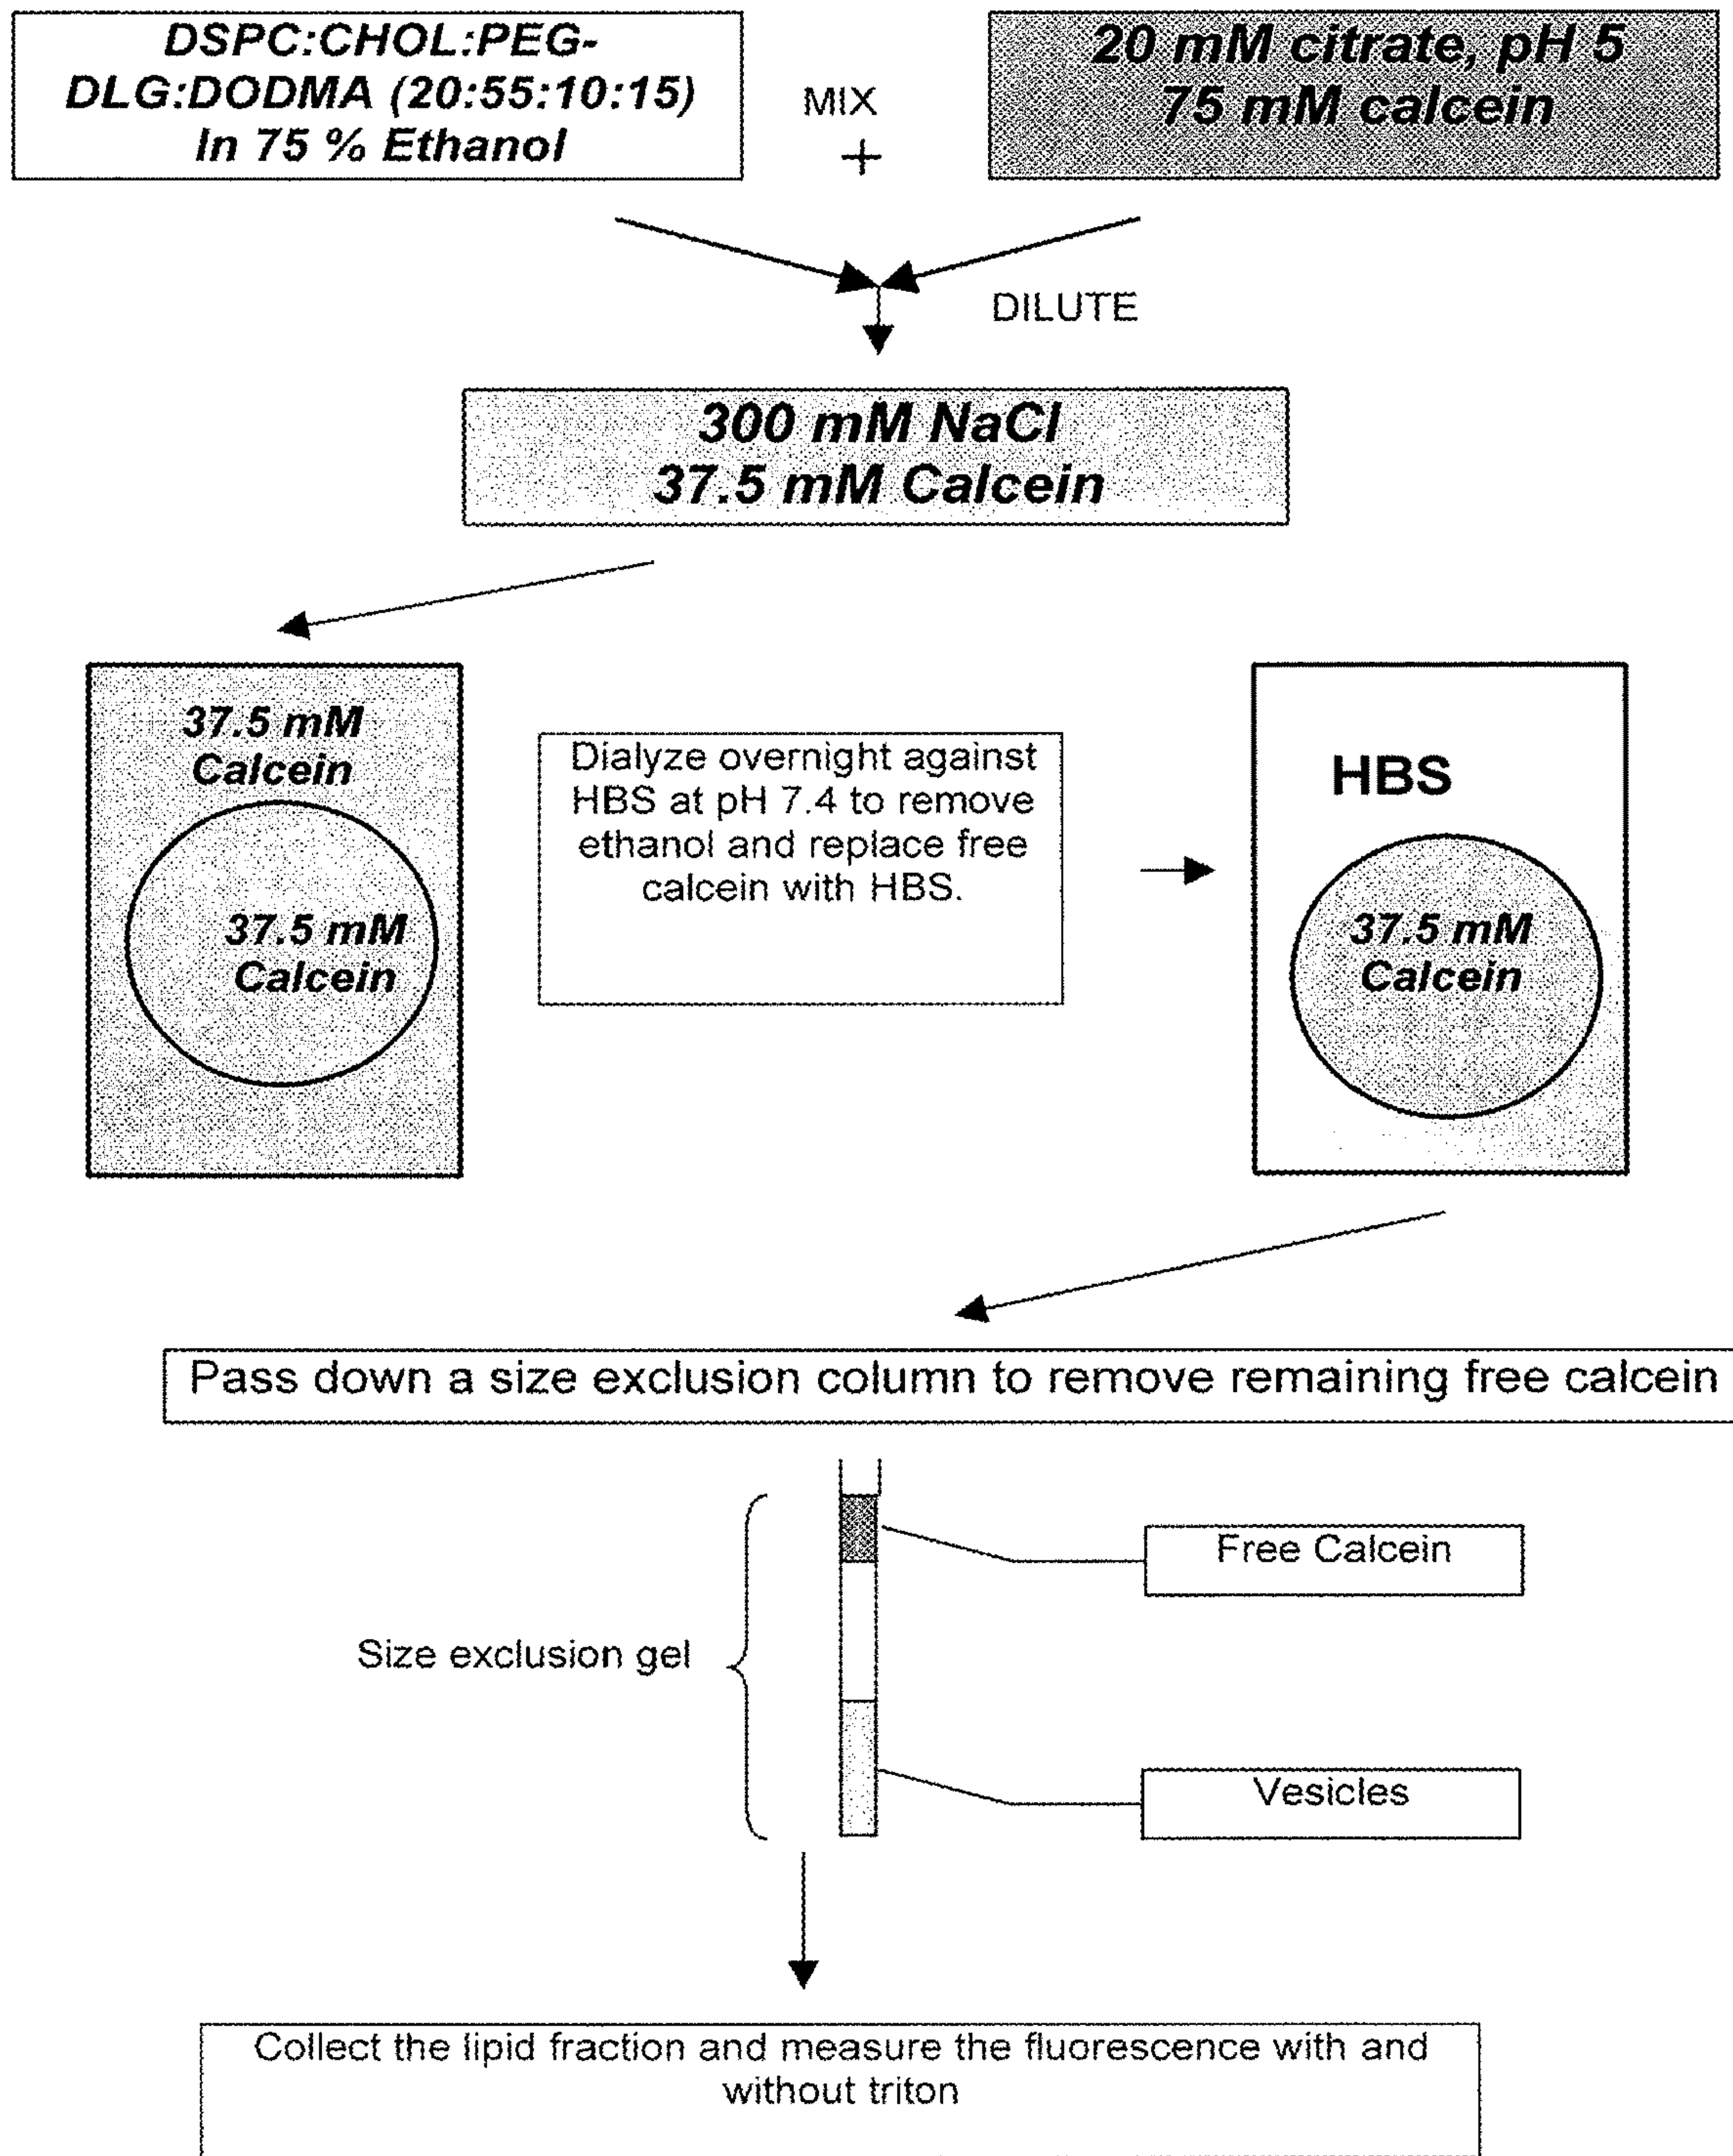 DSPC:CHOL:PEG-
DLG:DODMA (20:55:10:15)
In 75 % Ethanol
MIX
+
20 mM citrate, pH 5
75 mM calcein
DILUTE
300 mM NaCl
37.5 mM Calcein
37.5 mM
Calcein
37.5 mM
Calcein
Dialyze overnight against
HBS at pH 7.4 to remove
ethanol and replace free
calcein with HBS.
HBS
37.5 mM
Calcein
Pass down a size exclusion column to remove remaining free calcein
Free Calcein
Size exclusion gel
Vesicles
Collect the lipid fraction and measure the fluorescence with and
without triton